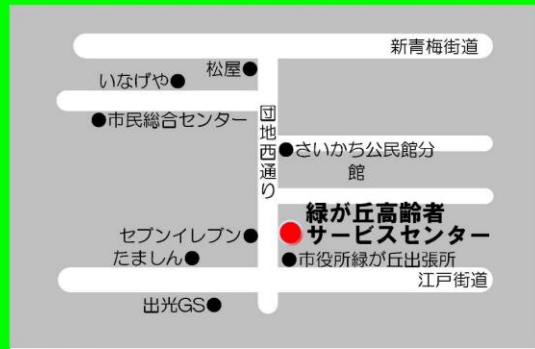 新青梅街道
松屋●
いなげや●
●市民総合センター
団地西通り
●さいかち公民館分
館
緑が丘高齢者
サービスセンター
セブンイレブン●
たましん●
●市役所緑が丘出張所
江戸街道
出光GS●